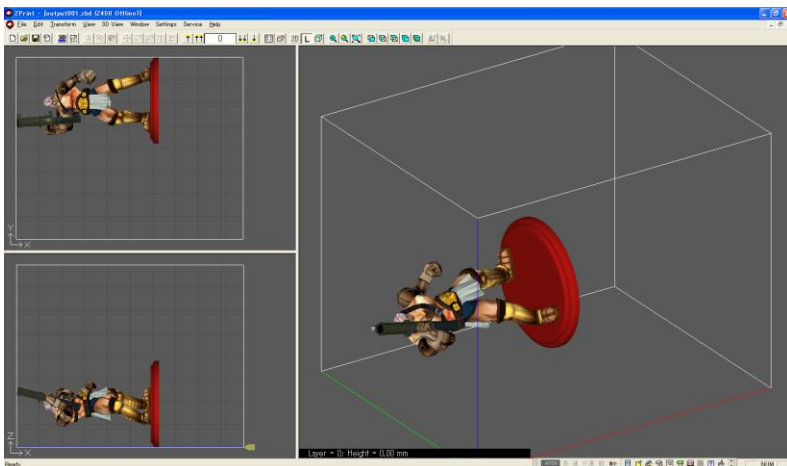 ZPrint - [output001.zbd (Z450 Offline)]
File Edit Transform View 3D View Window Settings Service Help
0 2D L
Y
X
Z
X
Layer = 0: Height = 0.00 mm
Ready
NUM